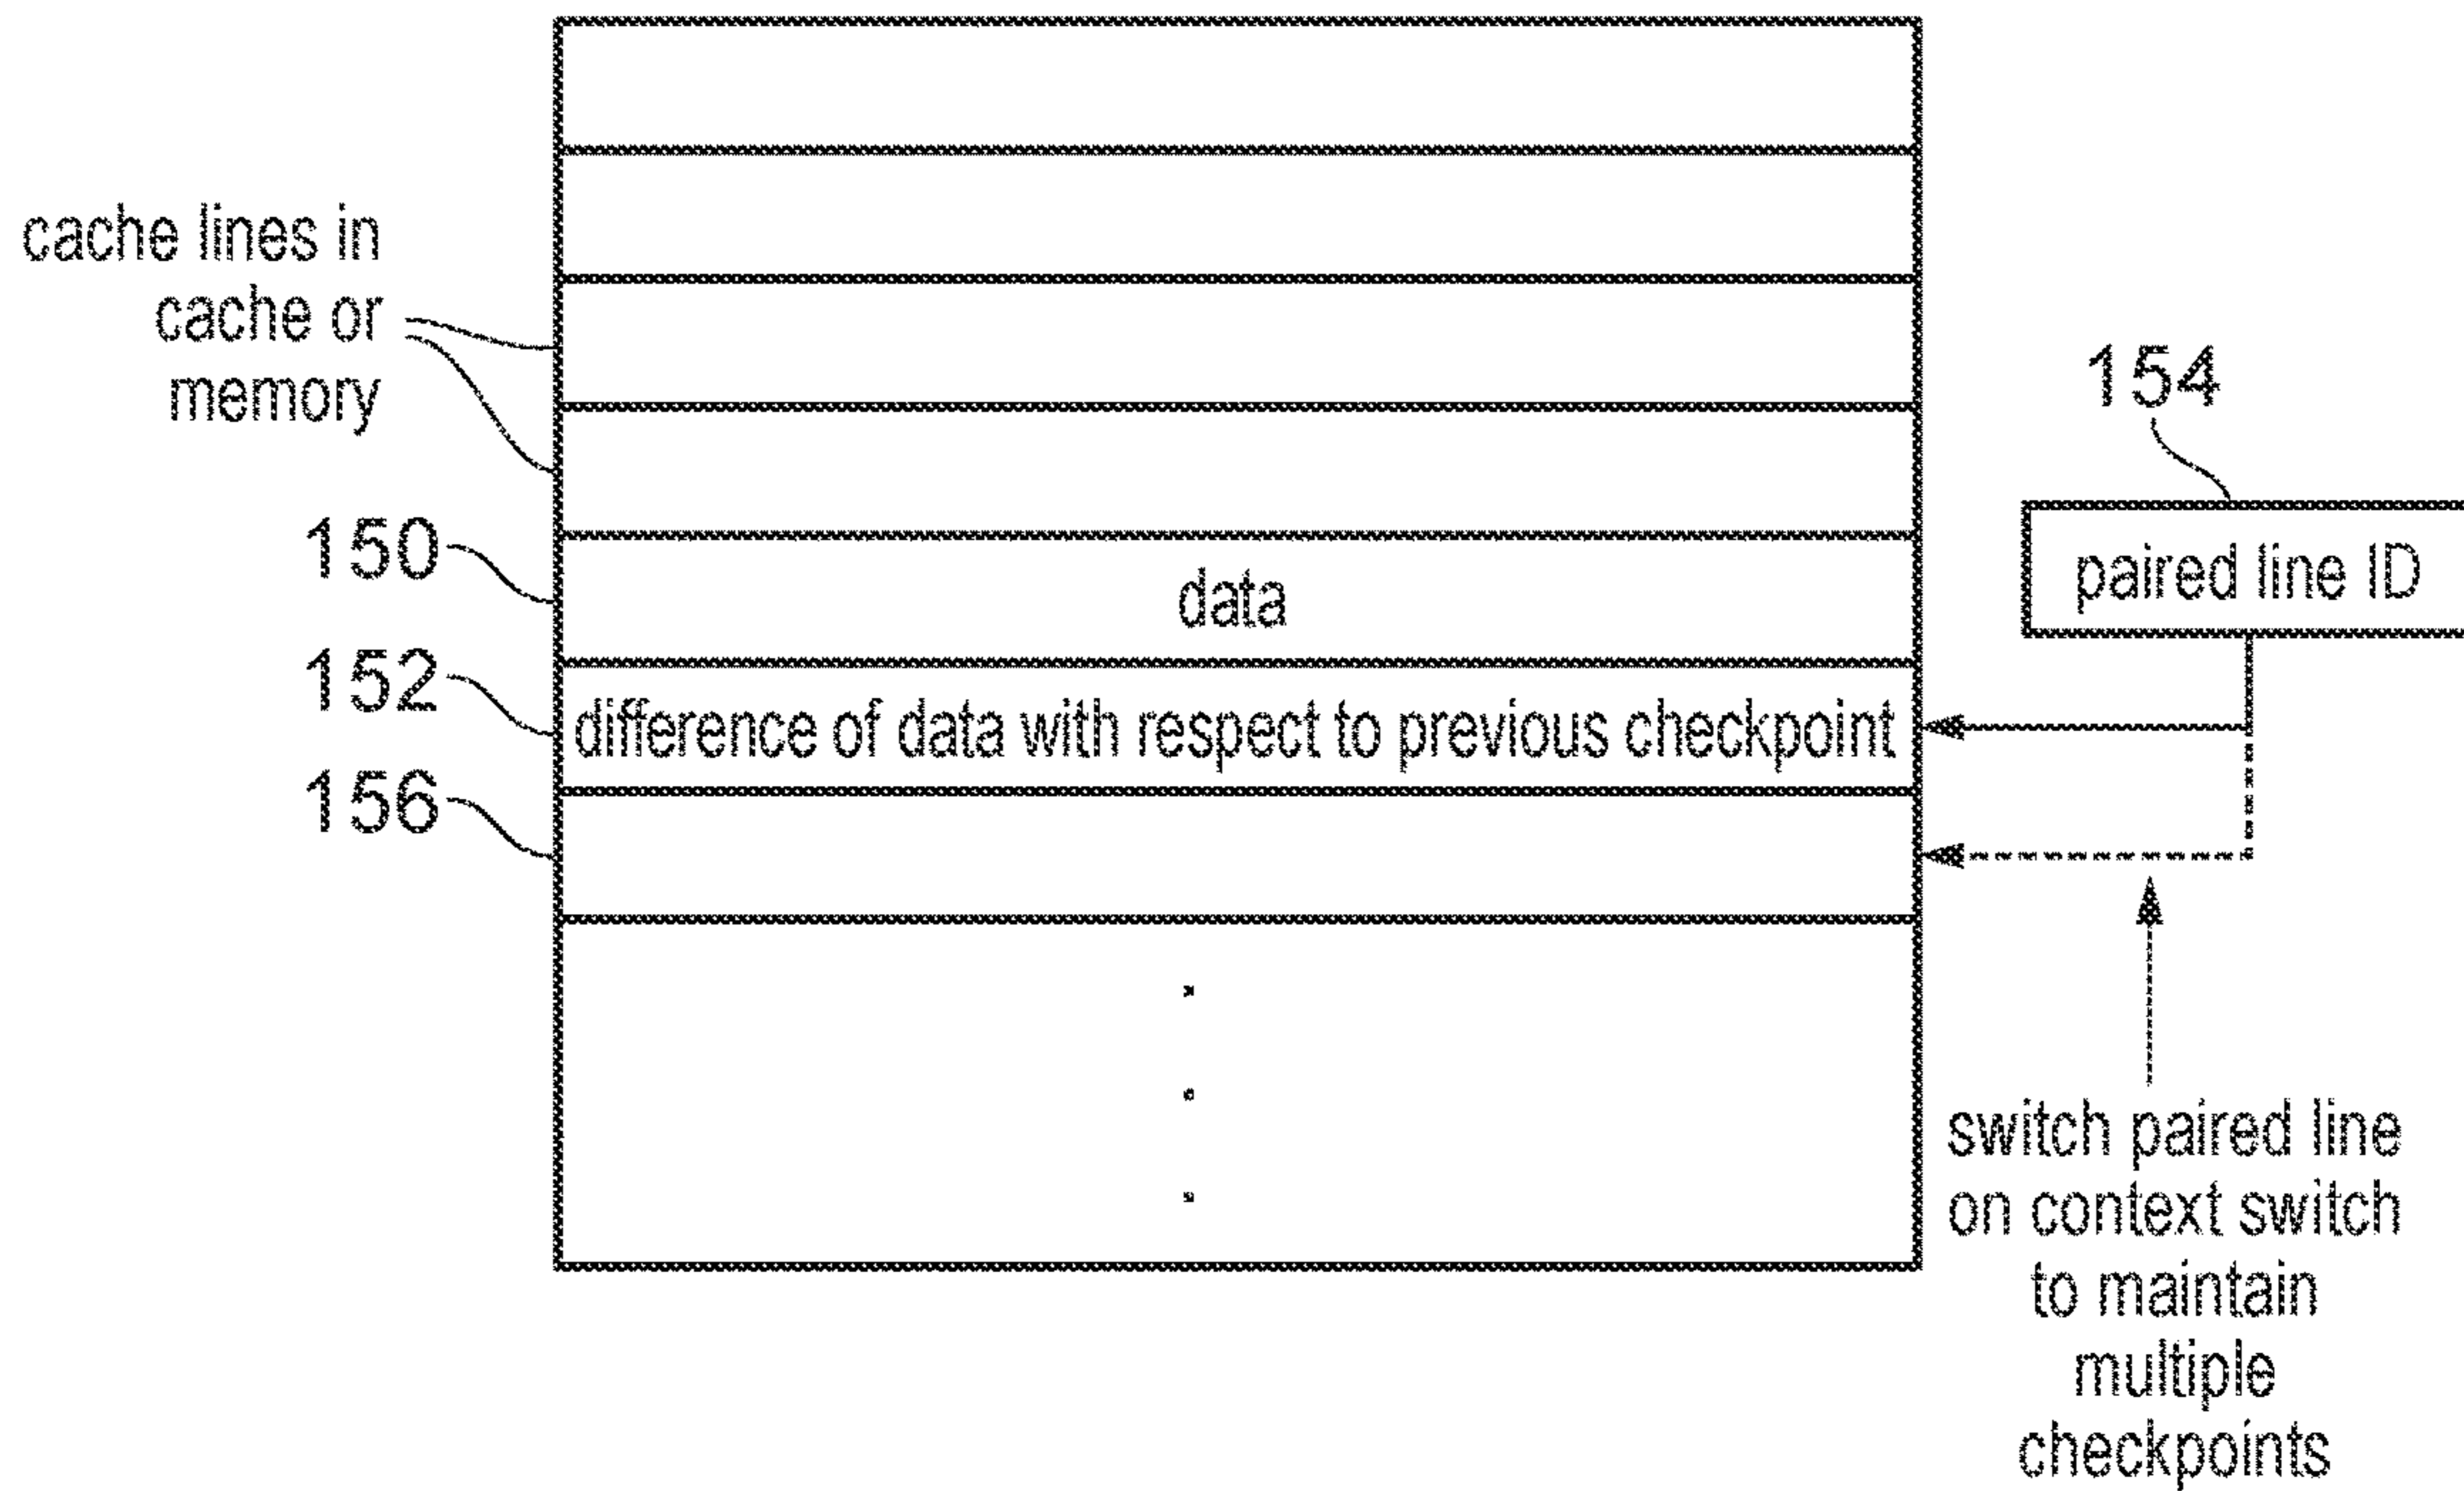 cache lines in
cache or
memory
154
150
data
paired line ID
152
difference of data with respect to previous checkpoint
156
switch paired line
on context switch
to maintain
multiple
checkpoints